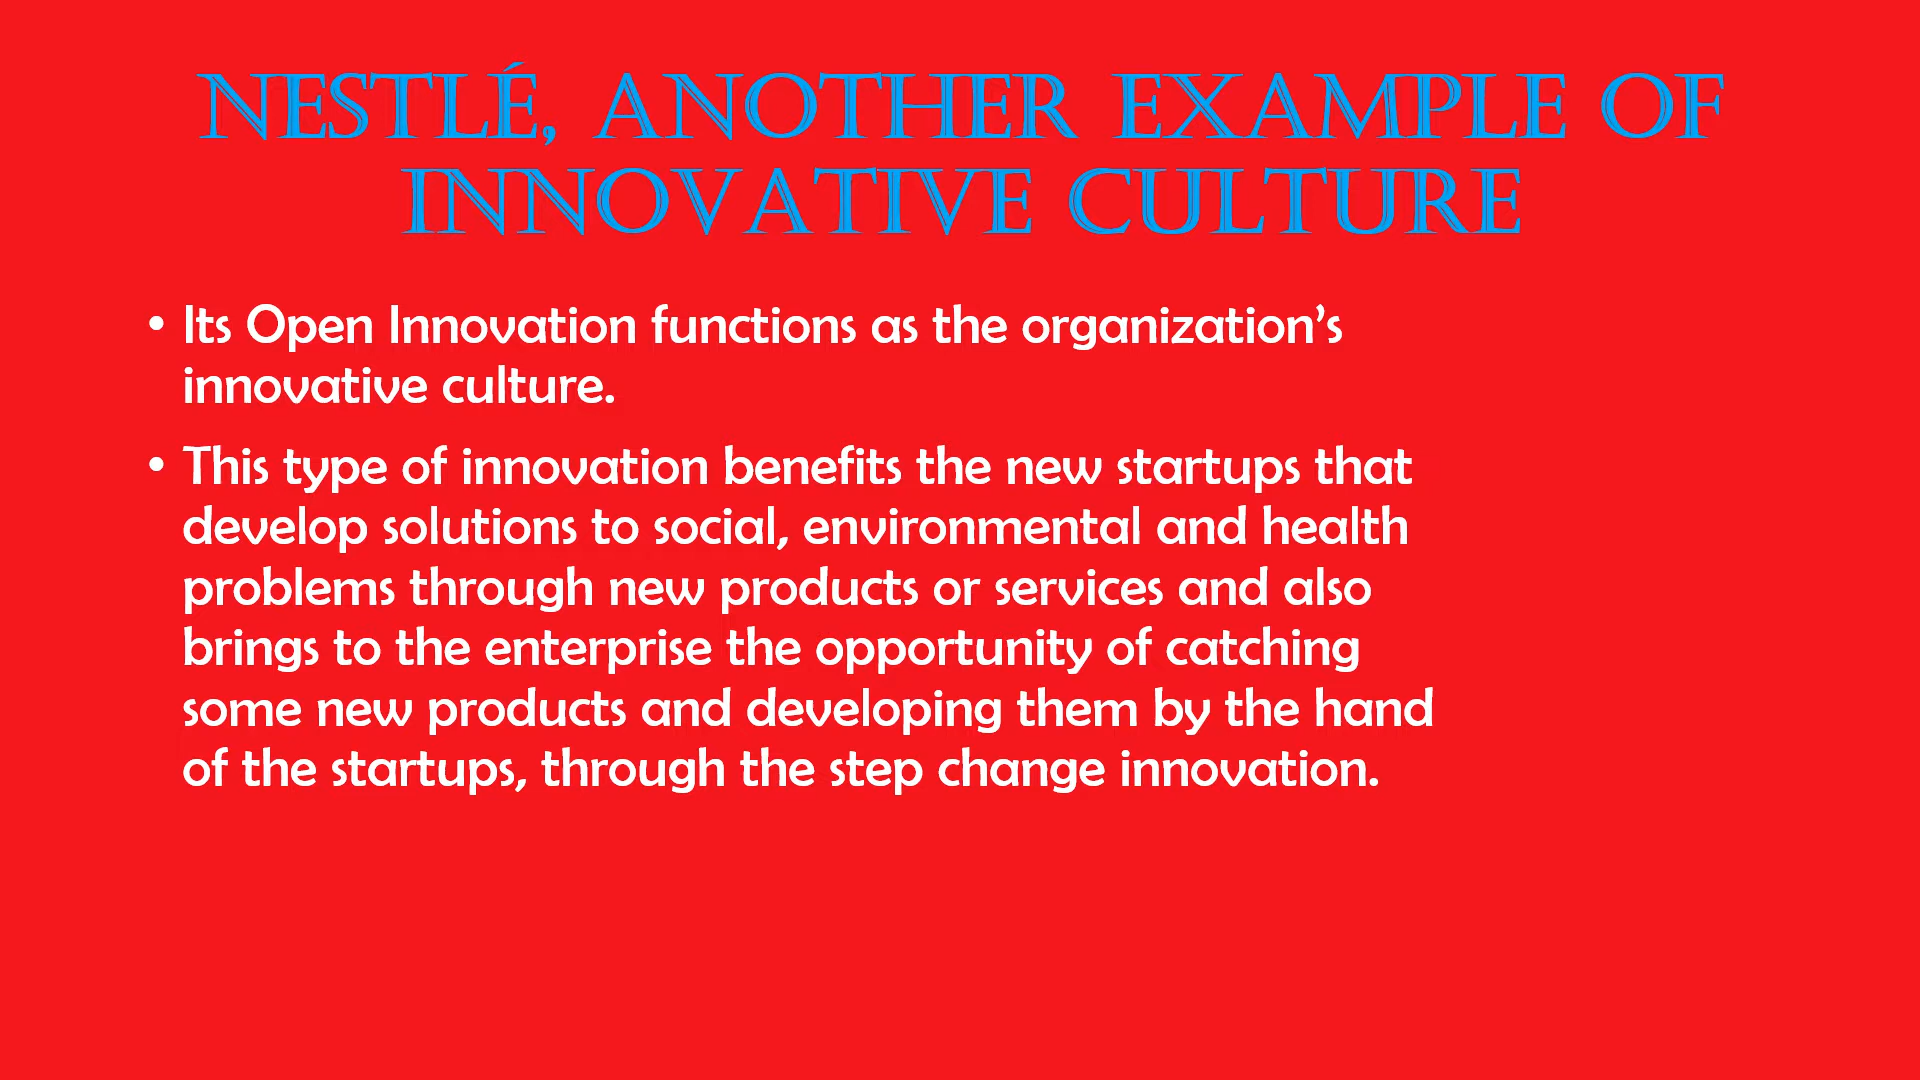 NESTLÉ, ANOTHER EXAMPLE OF
INNOVATIVE CULTURE
• Its Open Innovation functions as the organization’s
innovative culture.
• This type of innovation benefits the new startups that
develop solutions to social, environmental and health
problems through new products or services and also
brings to the enterprise the opportunity of catching
some new products and developing them by the hand
of the startups, through the step change innovation.